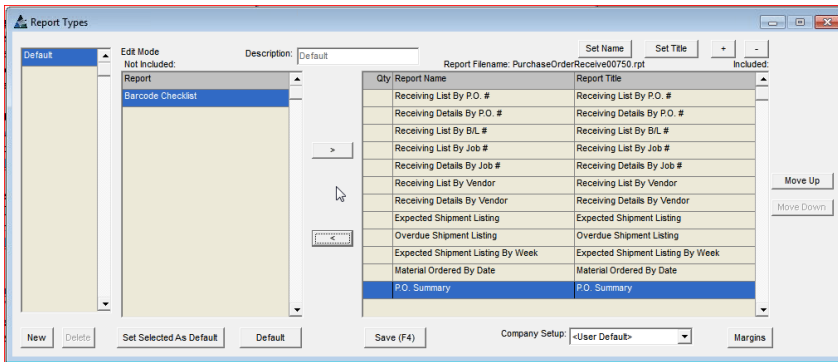 Report Types
Set Name Set Title + -
Edit Mode Description: Default
Not Included: Report Filename: PurchaseOrderReceive00750.rpt Included:
Default
Report
Barcode Checklist
>
<
Qty Report Name Report Title
Receiving List By P.O. # Receiving List By P.O. #
Receiving Details By P.O. # Receiving Details By P.O. #
Receiving List By B/L # Receiving List By B/L #
Receiving List By Job # Receiving List By Job #
Receiving Details By Job # Receiving Details By Job #
Receiving List By Vendor Receiving List By Vendor
Receiving Details By Vendor Receiving Details By Vendor
Expected Shipment Listing Expected Shipment Listing
Overdue Shipment Listing Overdue Shipment Listing
Expected Shipment Listing By Week Expected Shipment Listing By Week
Material Ordered By Date Material Ordered By Date
P.O. Summary P.O. Summary
Move Up
Move Down
New Delete Set Selected As Default Default Save (F4) Company Setup: <User Default> Margins